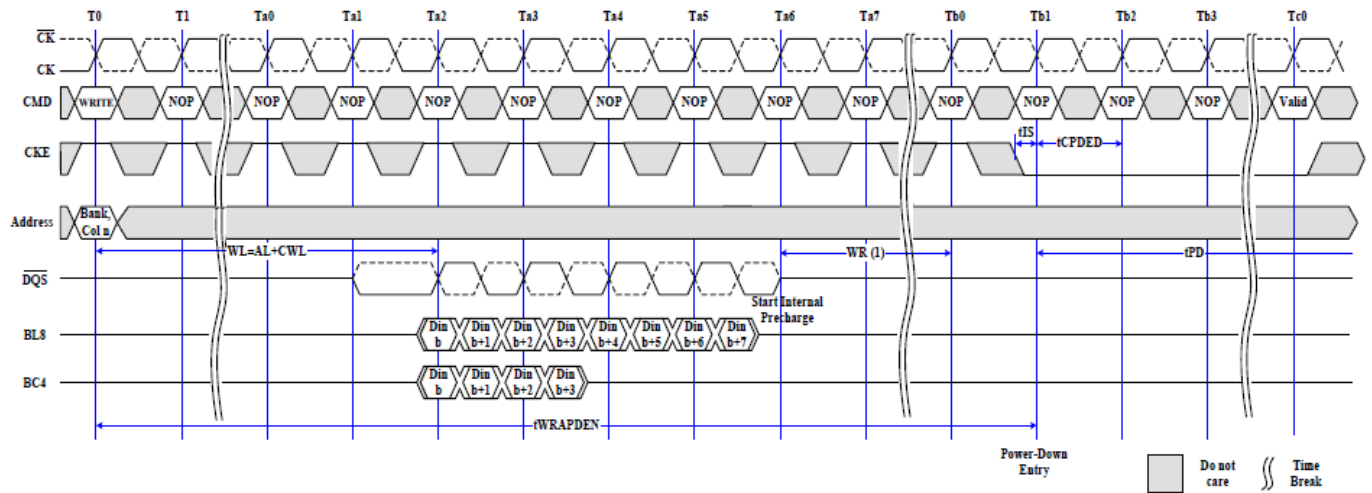 T0 T1 Ta0 Ta1 Ta2 Ta3 Ta4 Ta5 Ta6 Ta7 Tb0 Tb1 Tb2 Tb3 Tc0
CK
CK
CMD WRITE NOP NOP NOP NOP NOP NOP NOP NOP NOP NOP NOP NOP NOP Valid
tIS tCPDED
CKE
Address Bank, Col n
WL=AL+CWL WR (1) tPD
DQS
Start Internal
Precharge
BL8 Din b Din b+1 Din b+2 Din b+3 Din b+4 Din b+5 Din b+6 Din b+7
BC4 Din b Din b+1 Din b+2 Din b+3
tWRAPDEN
Power-Down
Entry
Do not
care
Time
Break